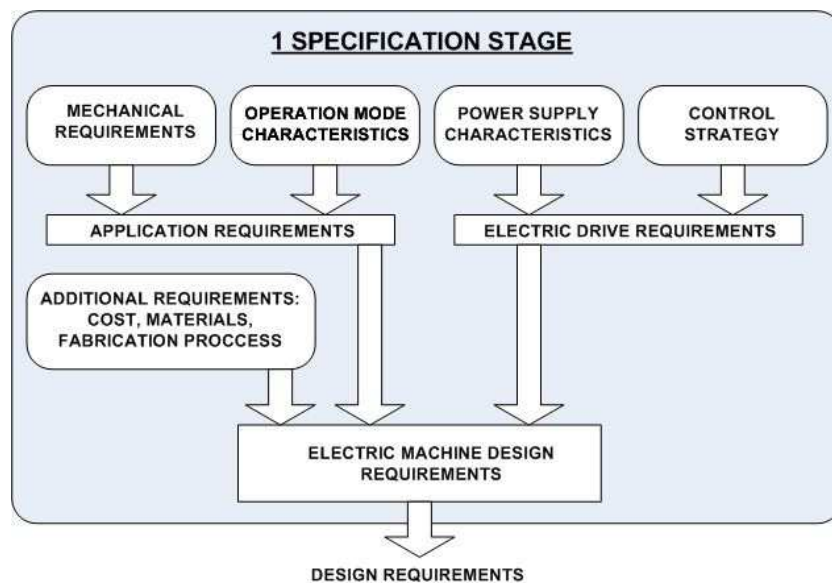 1 SPECIFICATION STAGE
MECHANICAL
REQUIREMENTS
OPERATION MODE
CHARACTERISTICS
POWER SUPPLY
CHARACTERISTICS
CONTROL
STRATEGY
APPLICATION REQUIREMENTS
ELECTRIC DRIVE REQUIREMENTS
ADDITIONAL REQUIREMENTS:
COST, MATERIALS,
FABRICATION PROCCESS
ELECTRIC MACHINE DESIGN
REQUIREMENTS
DESIGN REQUIREMENTS